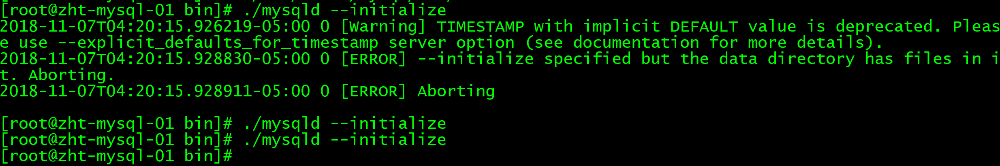 [root@zht-mysql-01 bin]# ./mysqld --initialize
2018-11-07T04:20:15.926219-05:00 0 [Warning] TIMESTAMP with implicit DEFAULT value is deprecated. Pleas
e use --explicit_defaults_for_timestamp server option (see documentation for more details).
2018-11-07T04:20:15.928830-05:00 0 [ERROR] --initialize specified but the data directory has files in i
t. Aborting.
2018-11-07T04:20:15.928911-05:00 0 [ERROR] Aborting
[root@zht-mysql-01 bin]# ./mysqld --initialize
[root@zht-mysql-01 bin]# ./mysqld --initialize
[root@zht-mysql-01 bin]#